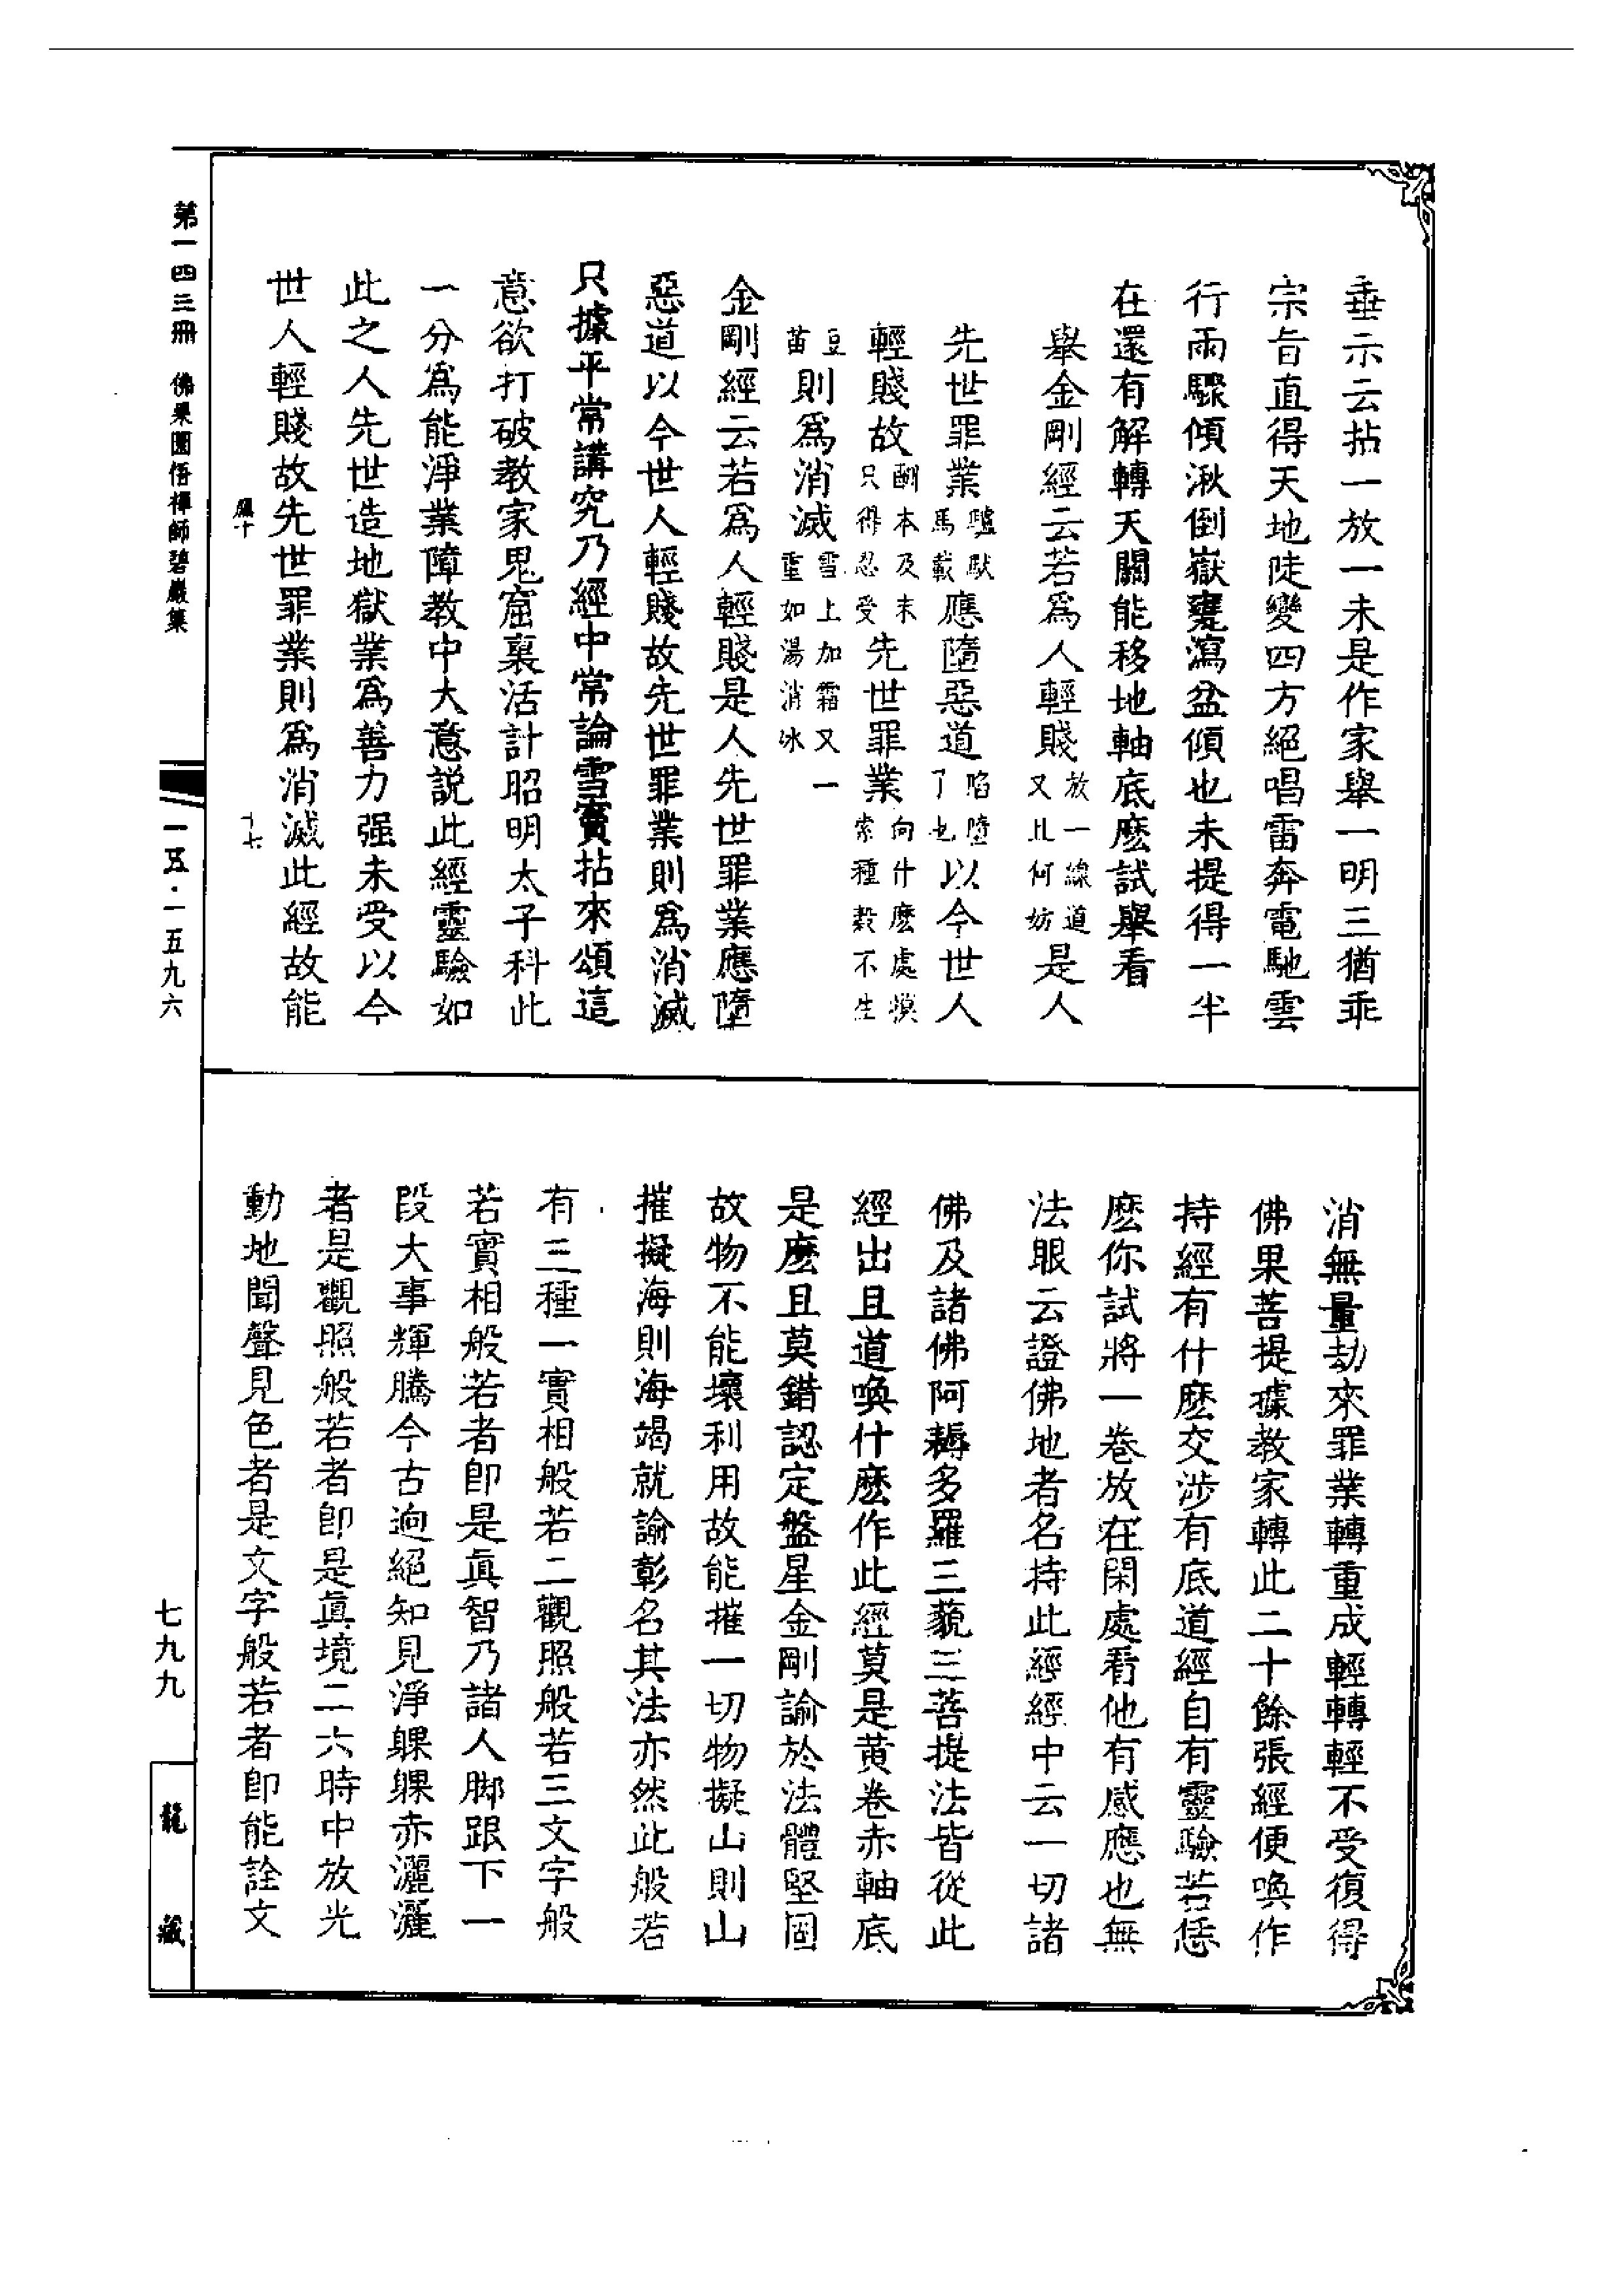 垂示云拈一放一未是作家舉一明三猶乖
宗旨直得天地陡變四方絕唱雷奔電馳雲
行雨驟傾湫倒嶽甕瀉盆傾也未提得一半
在還有解轉天關能移地軸底麽試舉看
舉金剛經云若爲人輕賤放一線道又且何妨是人
先世罪業驢馱馬載應墮惡道陷墮了也以今世人
輕賤故酬本及末只得忍受先世罪業向什麽處摸索種穀不生
豆苗則爲消滅雪上加霜又一重如湯消冰
金剛經云若爲人輕賤是人先世罪業應墮
惡道以今世人輕賤故先世罪業則爲消滅
只據平常講究乃經中常論雪竇拈來頌這
意欲打破教家鬼窟裏活計昭明太子科此
一分爲能淨業障教中大意說此經靈驗如
此之人先世造地獄業爲善力强未受以今
世人輕賤故先世罪業則爲消滅此經故能
消無量劫來罪業轉重成輕轉輕不受復得
佛果菩提據教家轉此二十餘張經便喚作
持經有什麽交涉有底道經自有靈驗若恁
麽你試將一卷放在閑處看他有感應也無
法眼云證佛地者名持此經經中云一切諸
佛及諸佛阿耨多羅三藐三菩提法皆從此
經出且道喚什麽作此經莫是黄卷赤軸底
是麽且莫錯認定盤星金剛諭於法體堅固
故物不能壞利用故能摧一切物擬山則山
摧擬海則海竭就諭彰名其法亦然此般若
有三種一實相般若二觀照般若三文字般
若實相般若者即是真智乃諸人脚跟下一
段大事輝騰今古逈絕知見淨躶躶赤灑灑
者是觀照般若者即是真境二六時中放光
動地聞聲見色者是文字般若者即能詮文
第一四三冊 佛果圜悟禪師碧巖集
一五·一五九六
七九九
龍藏
十七